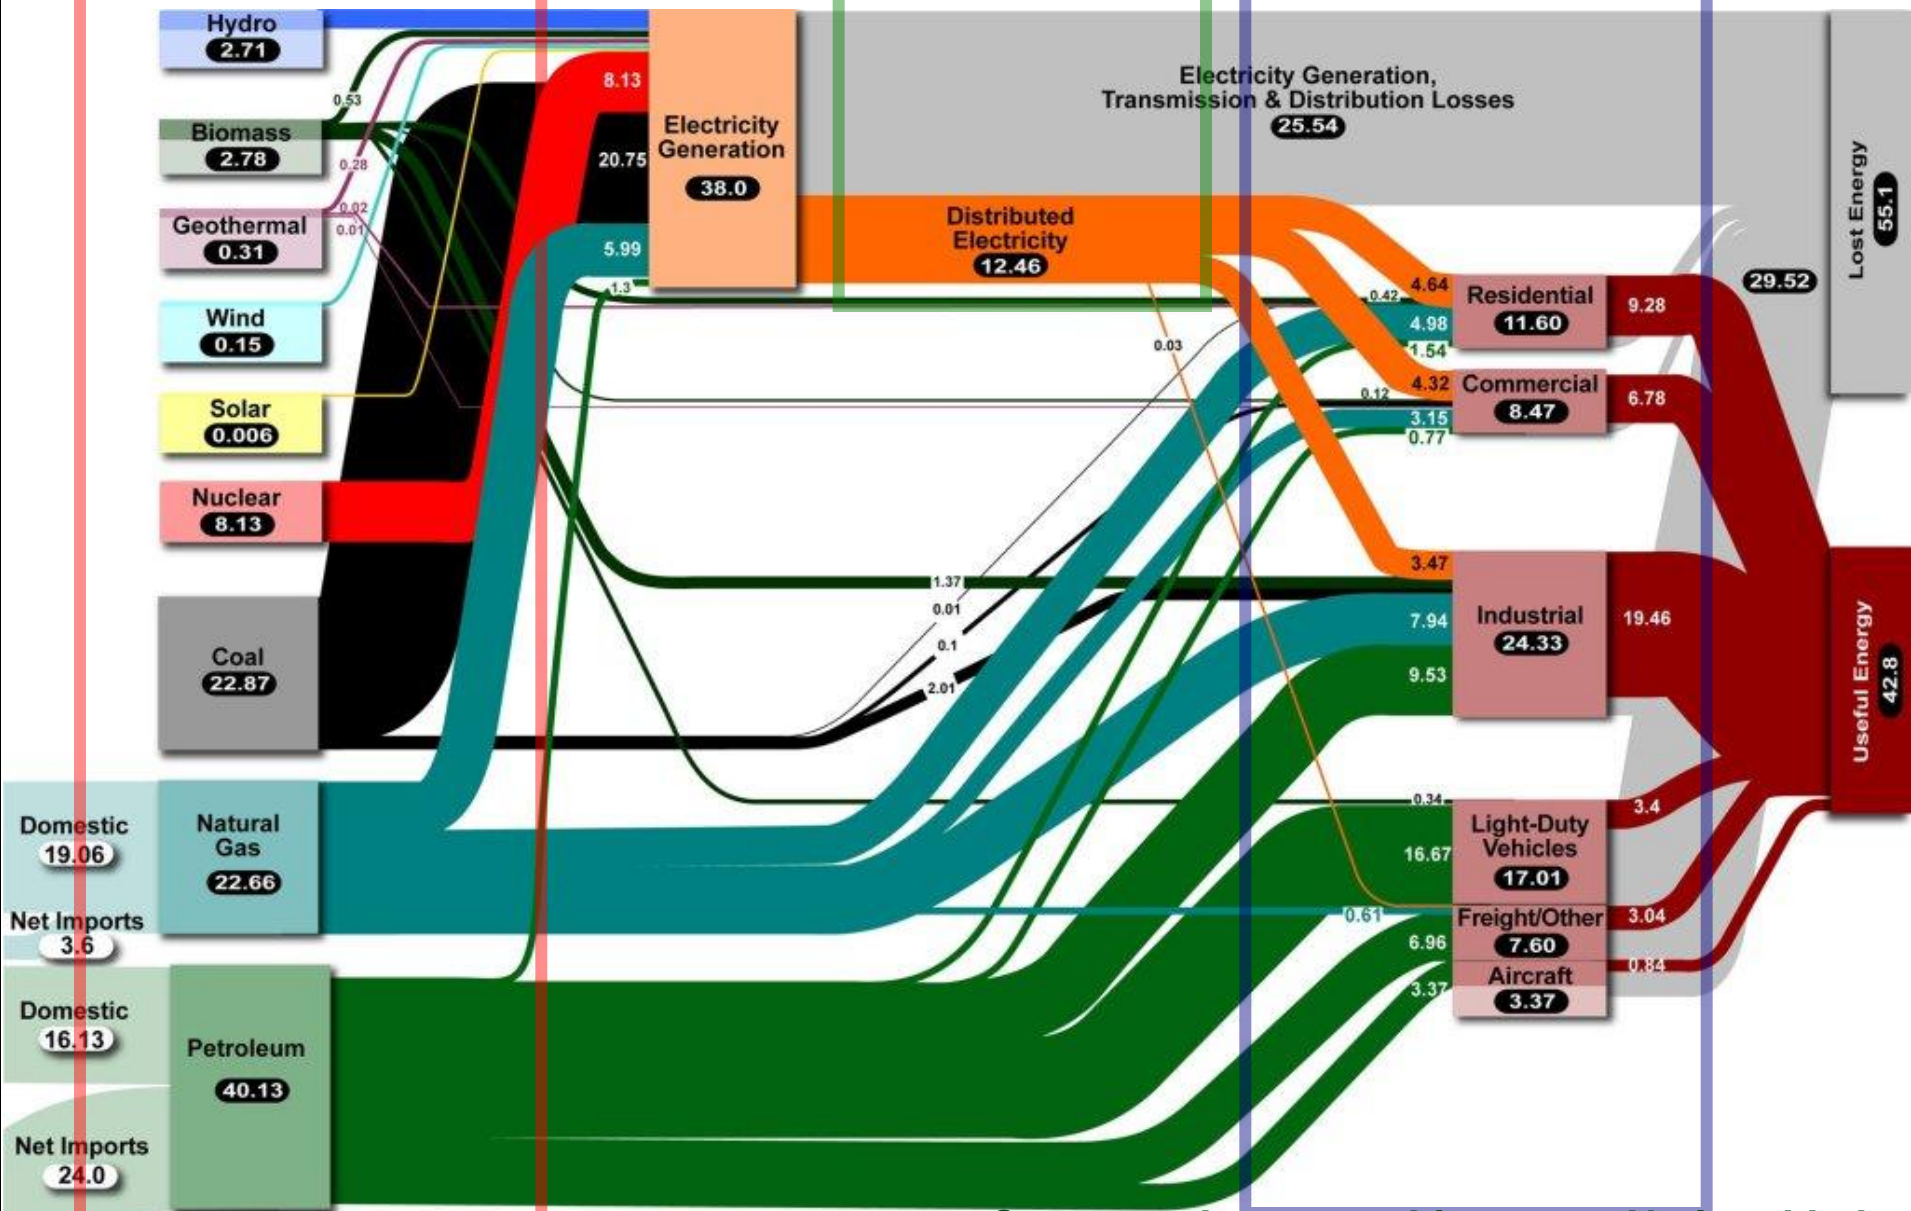 Hydro
2.71
Biomass
2.78
Geothermal
0.31
Wind
0.15
Solar
0.006
Nuclear
8.13
Coal
22.87
Domestic
19.06
Net Imports
3.6
Natural
Gas
22.66
Domestic
16.13
Net Imports
24.0
Petroleum
40.13
0.53
0.28
0.02
0.01
8.13
20.75
5.99
1.3
Electricity
Generation
38.0
Electricity Generation,
Transmission & Distribution Losses
25.54
Distributed
Electricity
12.46
0.03
1.37
0.01
0.1
2.01
0.42
4.64
4.98
1.54
Residential
11.60
9.28
0.12
4.32
3.15
0.77
Commercial
8.47
6.78
3.47
7.94
9.53
Industrial
24.33
19.46
0.34
16.67
Light-Duty
Vehicles
17.01
3.4
0.61
6.96
Freight/Other
7.60
3.04
3.37
Aircraft
3.37
0.84
29.52
Lost Energy
55.1
Useful Energy
42.8